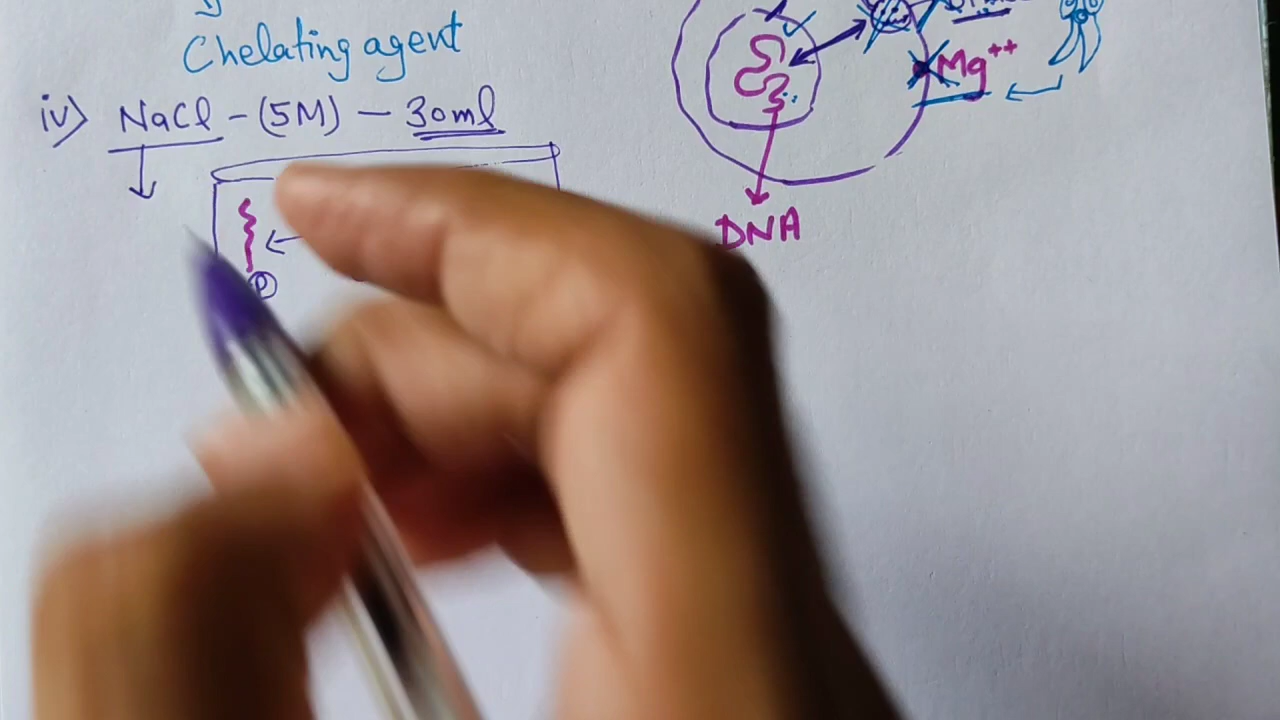 Chelating agent
iv) NaCl - (5M) - 30ml
Mg++
DNA
P